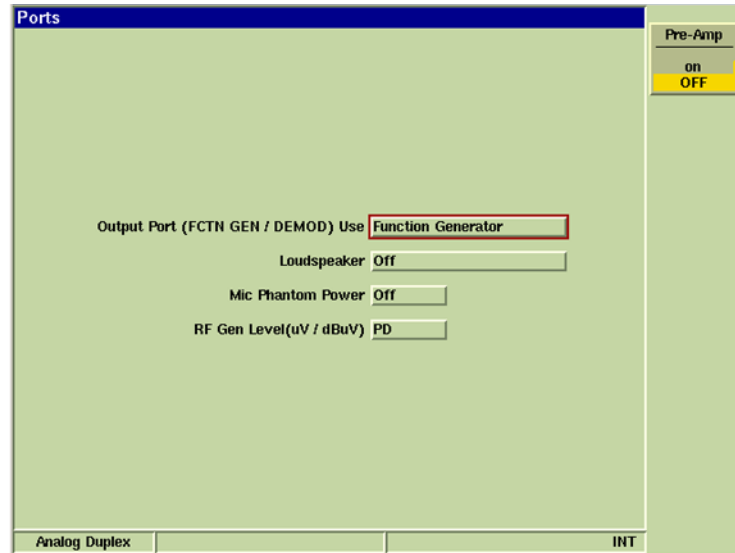 Ports
Pre-Amp
on
OFF
Output Port (FCTN GEN / DEMOD) Use Function Generator
Loudspeaker Off
Mic Phantom Power Off
RF Gen Level(uV / dBuV) PD
Analog Duplex INT